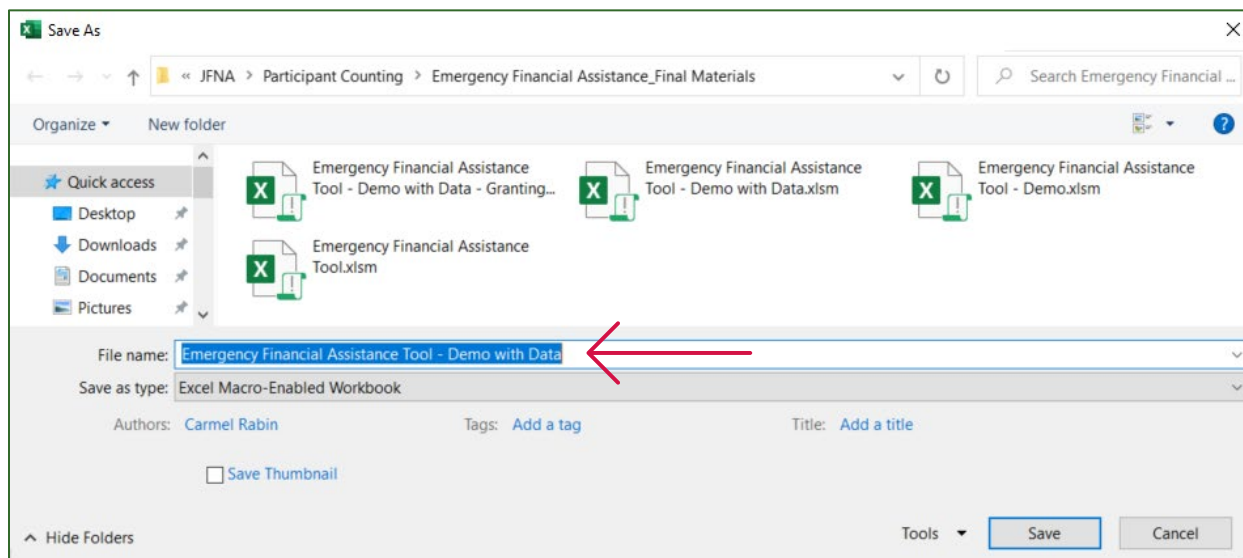 Save As
« JFNA > Participant Counting > Emergency Financial Assistance_Final Materials
Search Emergency Financial ...
Organize
New folder
Quick access
Desktop
Downloads
Documents
Pictures
Emergency Financial Assistance
Tool - Demo with Data - Granting...
Emergency Financial Assistance
Tool - Demo with Data.xlsm
Emergency Financial Assistance
Tool - Demo.xlsm
Emergency Financial Assistance
Tool.xlsm
File name: Emergency Financial Assistance Tool - Demo with Data
Save as type: Excel Macro-Enabled Workbook
Authors: Carmel Rabin
Tags: Add a tag
Title: Add a title
Save Thumbnail
Hide Folders
Tools
Save
Cancel